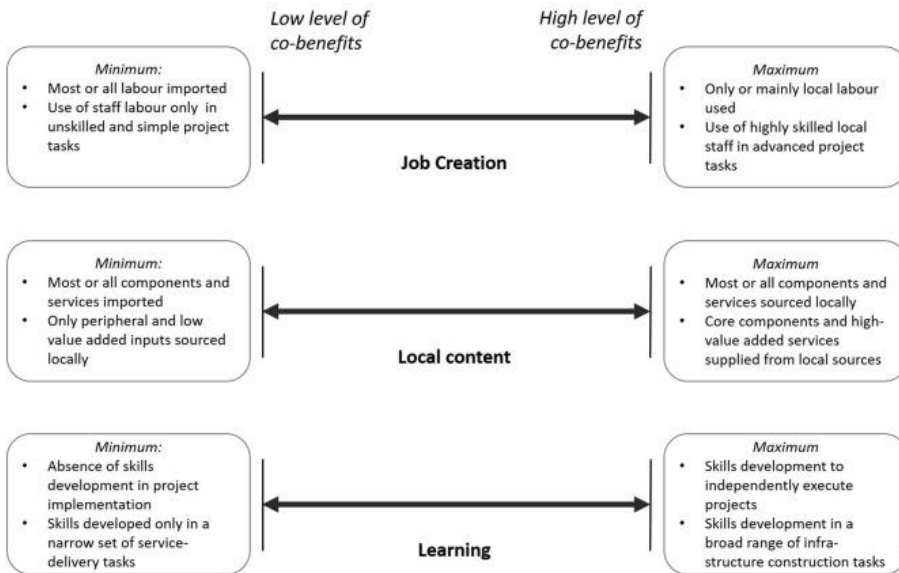 Low level of
co-benefits
High level of
co-benefits
Minimum:
• Most or all labour imported
• Use of staff labour only in
unskilled and simple project
tasks
Job Creation
Maximum
• Only or mainly local labour
used
• Use of highly skilled local
staff in advanced project
tasks
Minimum:
• Most or all components and
services imported
• Only peripheral and low
value added inputs sourced
locally
Local content
Maximum
• Most or all components and
services sourced locally
• Core components and high-
value added services
supplied from local sources
Minimum:
• Absence of skills
development in project
implementation
• Skills developed only in a
narrow set of service-
delivery tasks
Learning
Maximum
• Skills development to
independently execute
projects
• Skills development in a
broad range of infra-
structure construction tasks